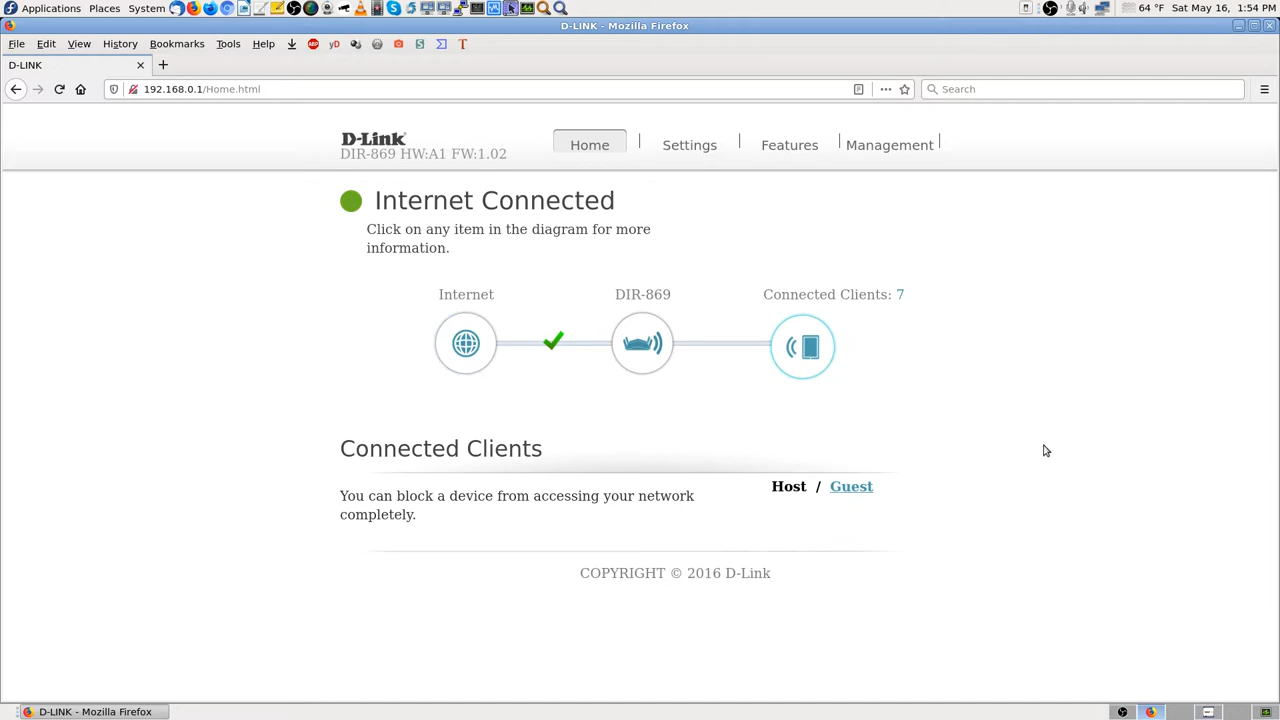 Applications Places System
64 °F Sat May 16, 1:54 PM
D-LINK - Mozilla Firefox
File Edit View History Bookmarks Tools Help
D-LINK
192.168.0.1/Home.html
Search
D-Link
DIR-869 HW:A1 FW:1.02
Home Settings Features Management
Internet Connected
Click on any item in the diagram for more
information.
Internet DIR-869 Connected Clients: 7
Connected Clients
You can block a device from accessing your network
completely.
Host / Guest
COPYRIGHT © 2016 D-Link
D-LINK - Mozilla Firefox